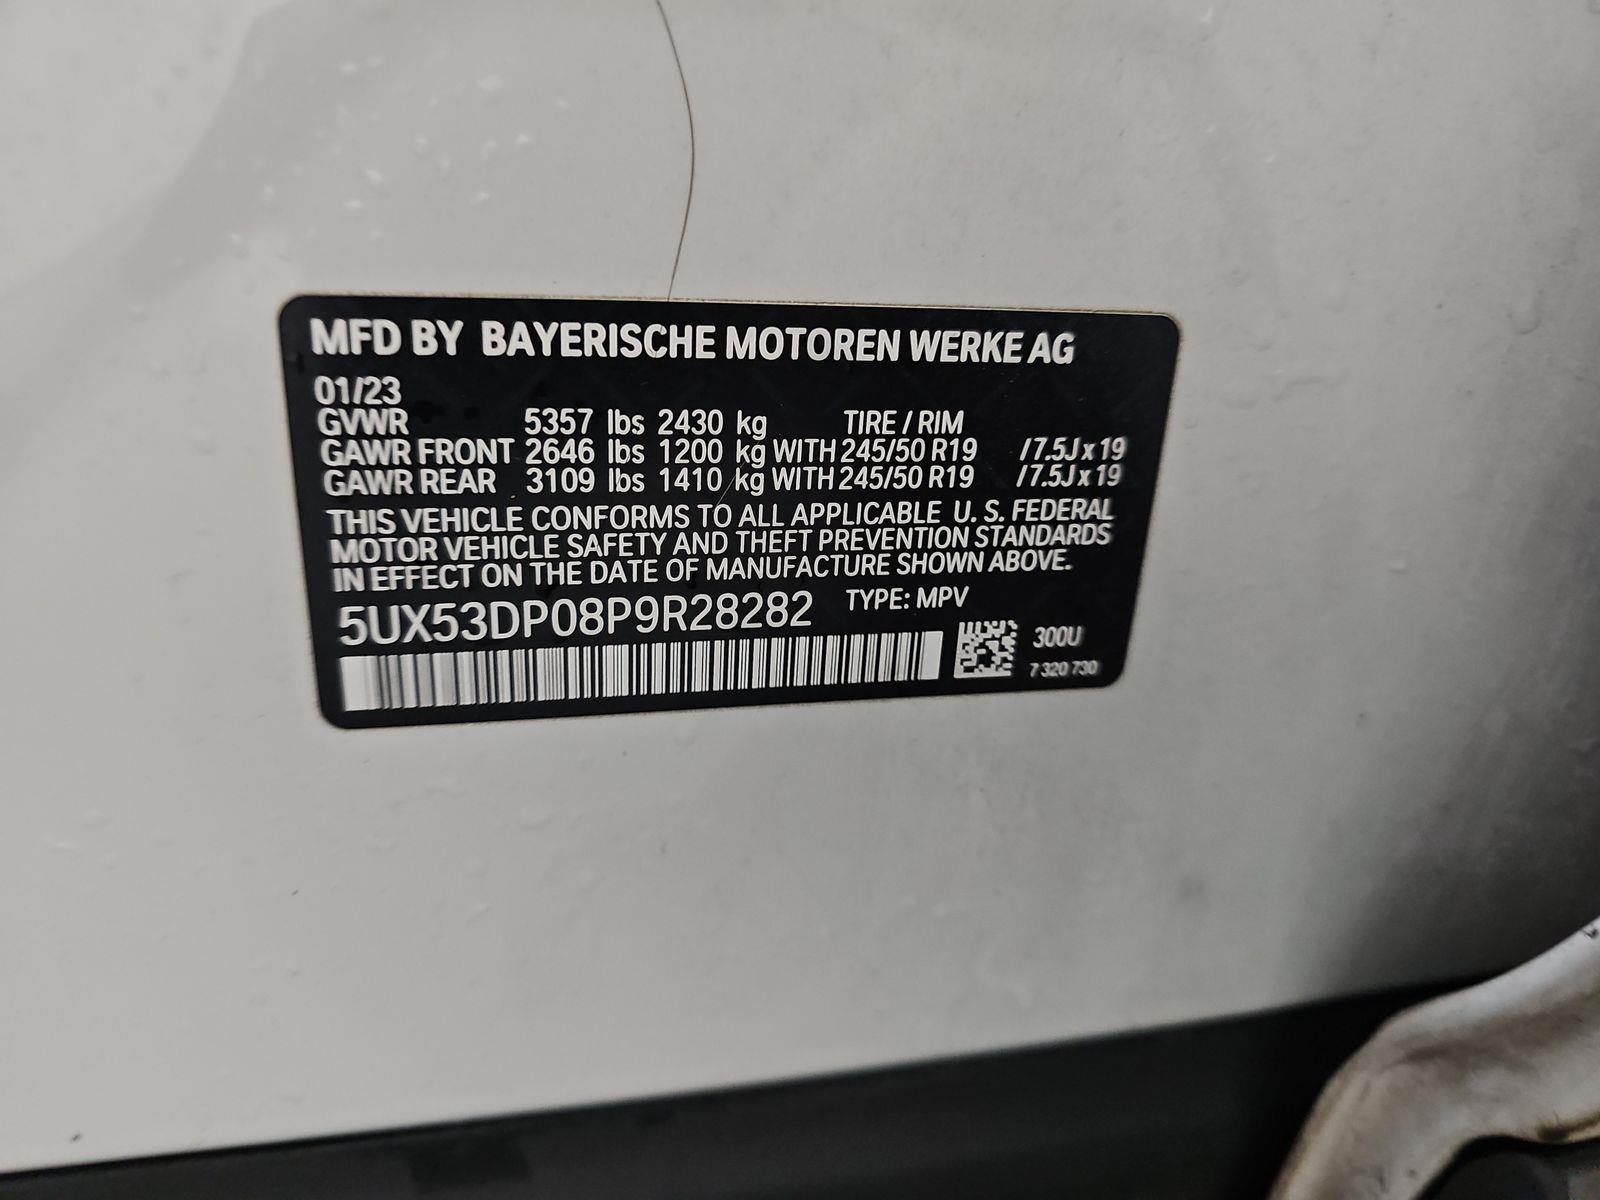 MFD BY BAYERISCHE MOTOREN WERKE AG
01/23
GVWR 5357 lbs 2430 kg TIRE / RIM
GAWR FRONT 2646 lbs 1200 kg WITH 245/50 R19 /7.5J x 19
GAWR REAR 3109 lbs 1410 kg WITH 245/50 R19 /7.5J x 19
THIS VEHICLE CONFORMS TO ALL APPLICABLE U. S. FEDERAL
MOTOR VEHICLE SAFETY AND THEFT PREVENTION STANDARDS
IN EFFECT ON THE DATE OF MANUFACTURE SHOWN ABOVE.
5UX53DP08P9R28282 TYPE: MPV
300U
7 320 730